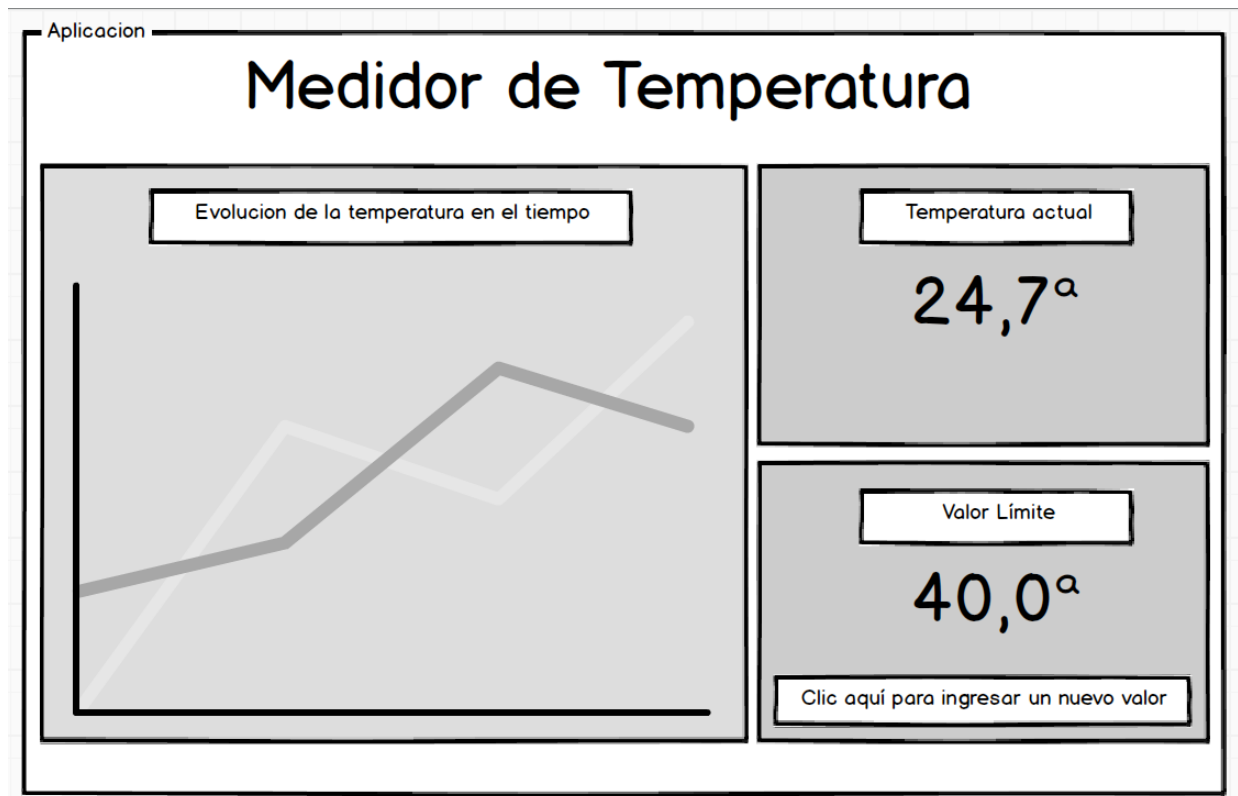 Aplicacion
Medidor de Temperatura
Evolucion de la temperatura en el tiempo
Temperatura actual
24,7ª
Valor Límite
40,0ª
Clic aquí para ingresar un nuevo valor